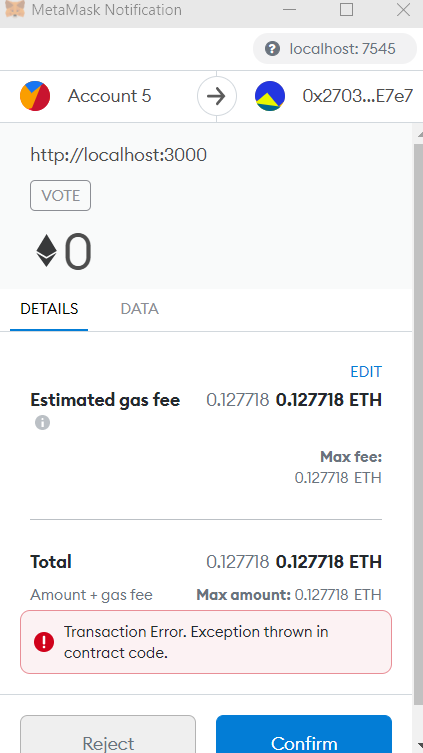 MetaMask Notification
localhost: 7545
Account 5
0x2703...E7e7
http://localhost:3000
VOTE
0
DETAILS
DATA
EDIT
Estimated gas fee
0.127718 0.127718 ETH
Max fee:
0.127718 ETH
Total
0.127718 0.127718 ETH
Amount + gas fee
Max amount: 0.127718 ETH
Transaction Error. Exception thrown in
contract code.
Reject
Confirm